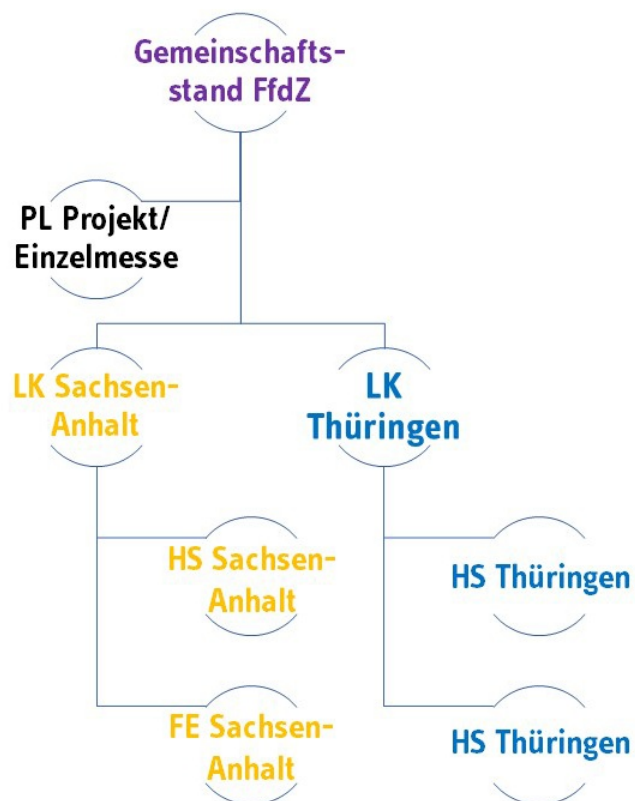 Gemeinschafts-
stand FfdZ
PL Projekt/
Einzelmesse
LK Sachsen-
Anhalt
LK
Thüringen
HS Sachsen-
Anhalt
HS Thüringen
FE Sachsen-
Anhalt
HS Thüringen